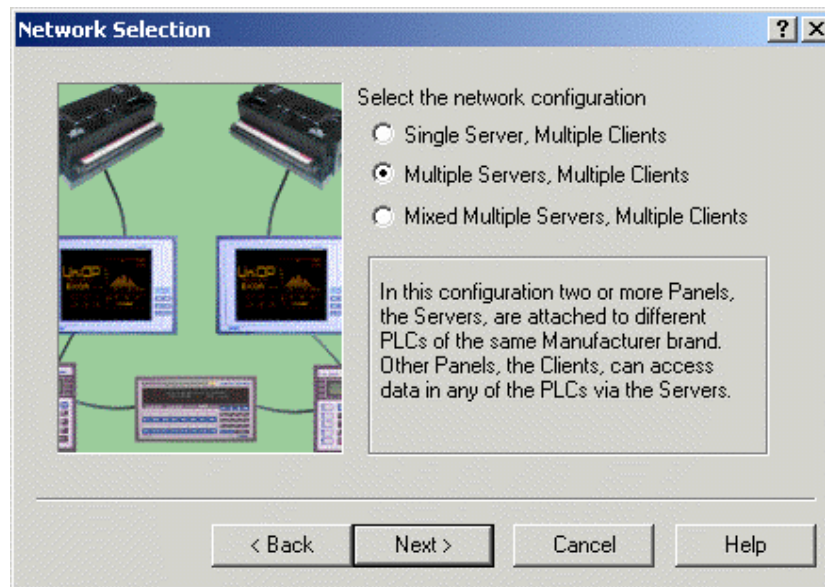 Network Selection
Select the network configuration
Single Server, Multiple Clients
Multiple Servers, Multiple Clients
Mixed Multiple Servers, Multiple Clients
In this configuration two or more Panels,
the Servers, are attached to different
PLCs of the same Manufacturer brand.
Other Panels, the Clients, can access
data in any of the PLCs via the Servers.
< Back
Next >
Cancel
Help